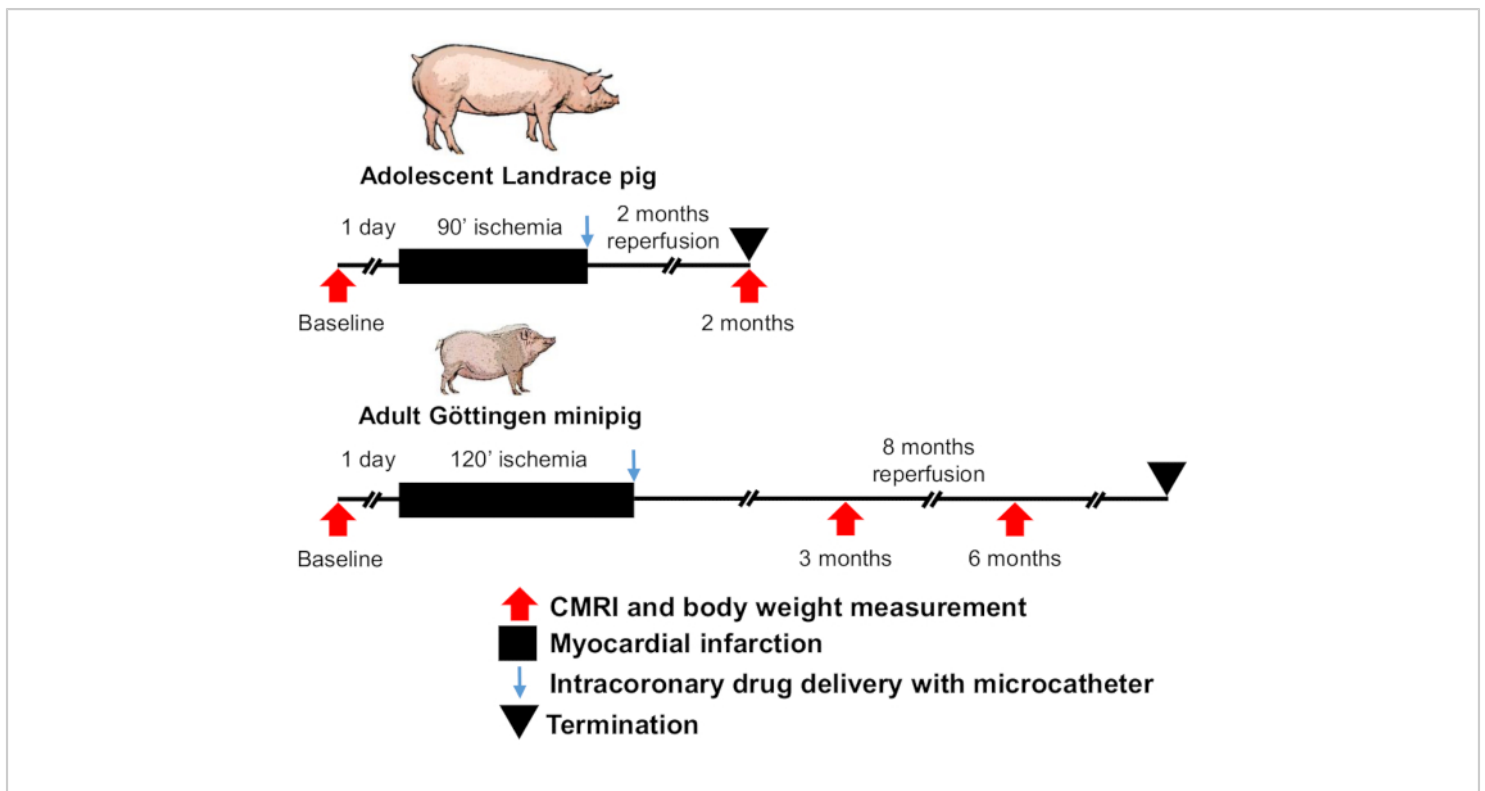 Adolescent Landrace pig
1 day
90' ischemia
2 months
reperfusion
Baseline
2 months
Adult Göttingen minipig
1 day
120' ischemia
8 months
reperfusion
Baseline
3 months
6 months
CMRI and body weight measurement
Myocardial infarction
Intracoronary drug delivery with microcatheter
Termination